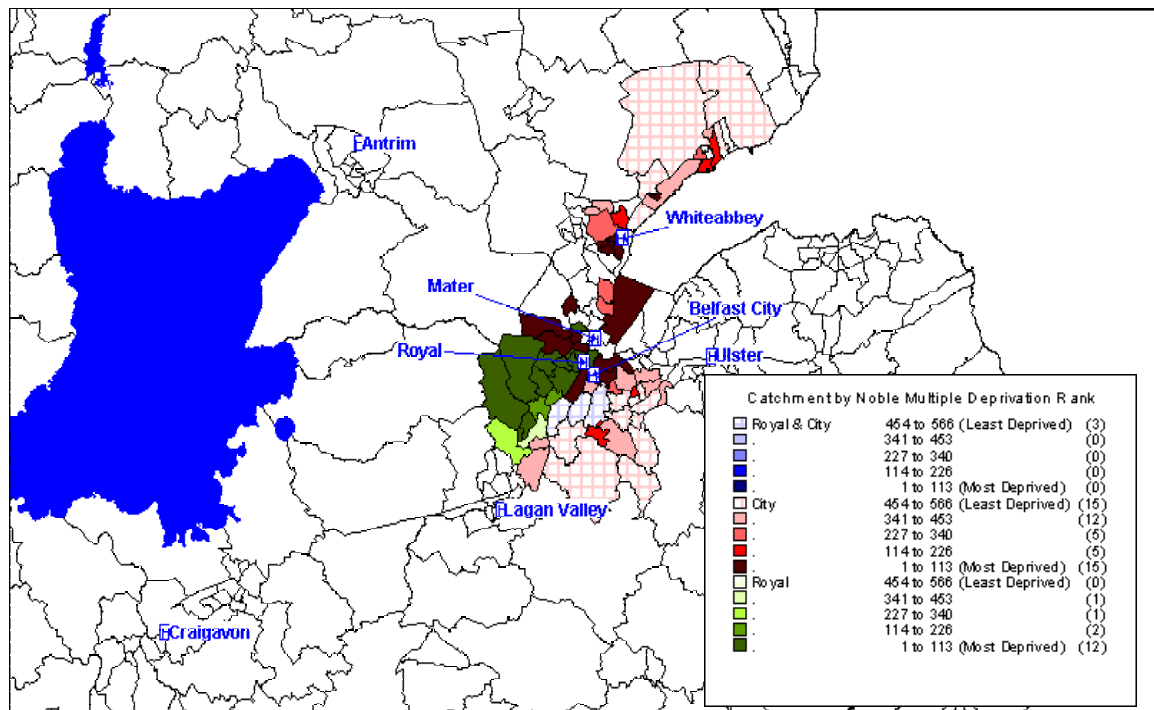 Antrim
Whiteabbey
Mater
Belfast City
Royal
Ulster
Lagan Valley
Craigavon
Catchment by Noble Multiple Deprivation Rank
Royal & City 454 to 566 (Least Deprived) (3)
. 341 to 453 (0)
. 227 to 340 (0)
. 114 to 226 (0)
. 1 to 113 (Most Deprived) (0)
City 454 to 566 (Least Deprived) (15)
. 341 to 453 (12)
. 227 to 340 (5)
. 114 to 226 (5)
. 1 to 113 (Most Deprived) (15)
Royal 454 to 566 (Least Deprived) (0)
. 341 to 453 (1)
. 227 to 340 (1)
. 114 to 226 (2)
. 1 to 113 (Most Deprived) (12)